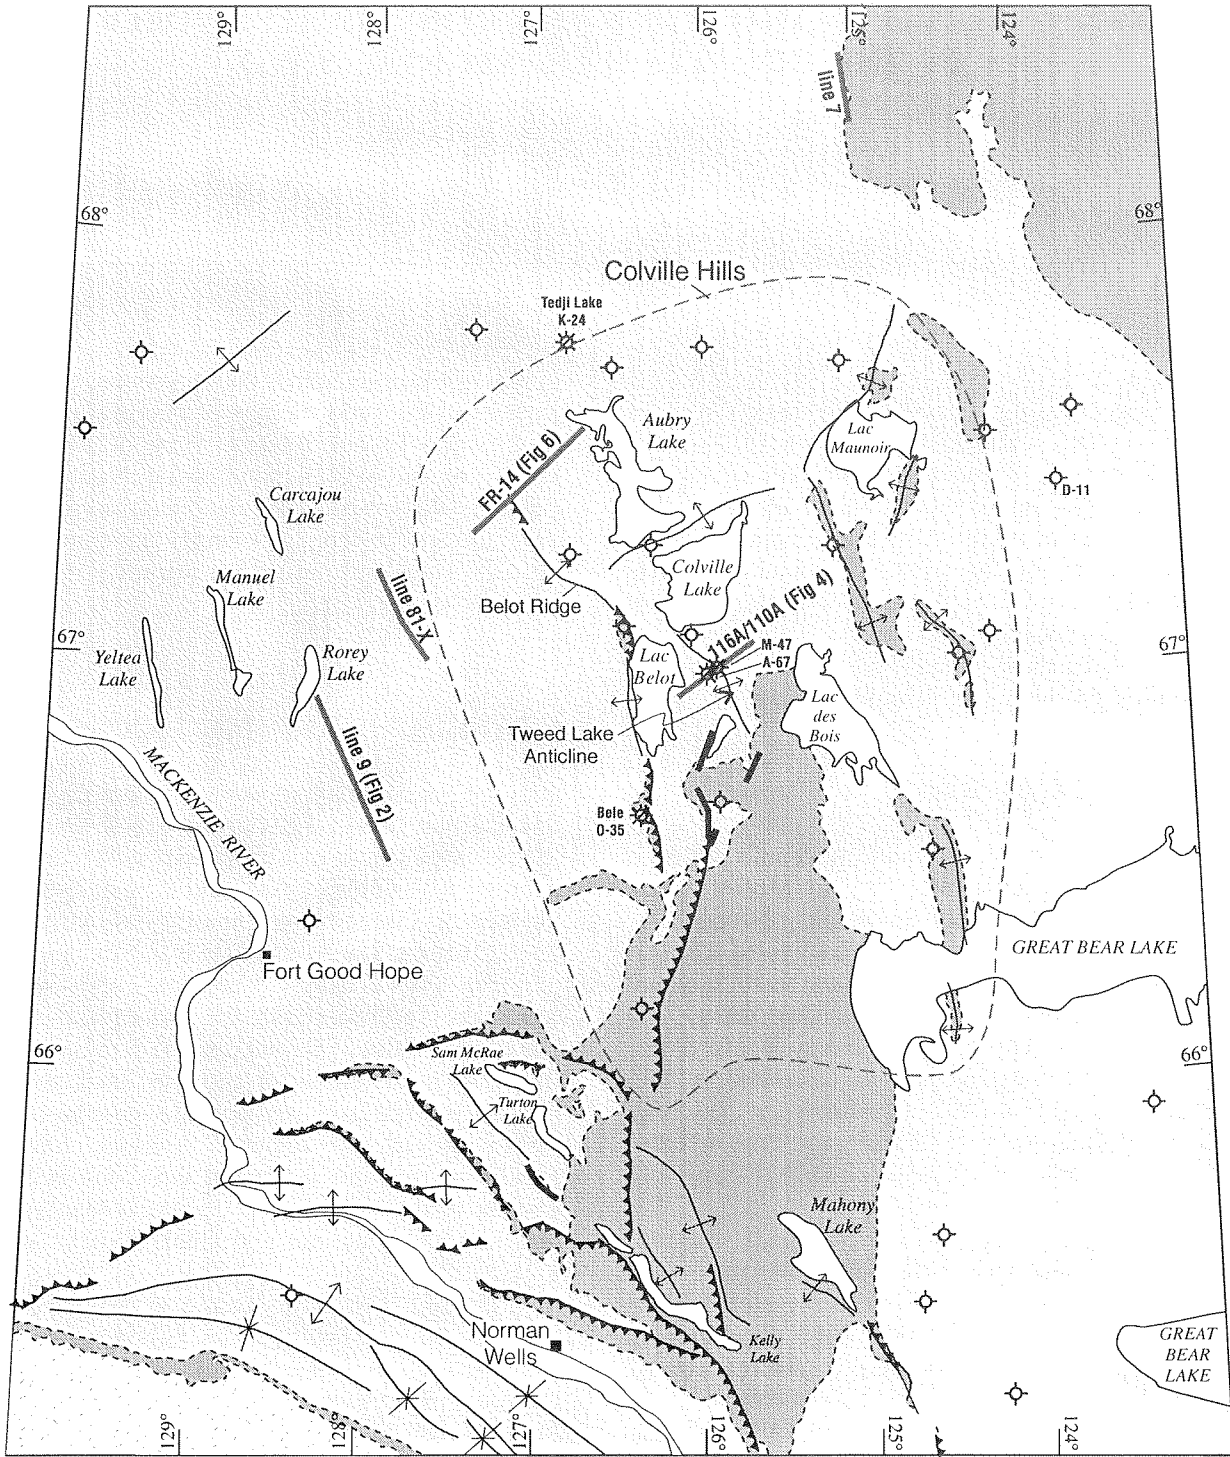 129°
128°
127°
126°
125°
124°
line 7
68°
68°
Colville Hills
Tedji Lake
K-24
Aubry
Lake
Lac
Maunoir
FR-14 (Fig 6)
D-11
Carcajou
Lake
Manuel
Lake
line 81-X
Colville
Lake
Belot Ridge
116A/110A (Fig 4)
M-47
A-67
67°
67°
Yeltea
Lake
Rorey
Lake
Lac
Belot
Lac
des
Bois
Tweed Lake
Anticline
line 9 (Fig 2)
MACKENZIE RIVER
Bele
O-35
GREAT BEAR LAKE
Fort Good Hope
66°
66°
Sam McRae
Lake
Turton
Lake
Mahony
Lake
Norman
Wells
Kelly
Lake
GREAT
BEAR
LAKE
129°
128°
127°
126°
125°
124°